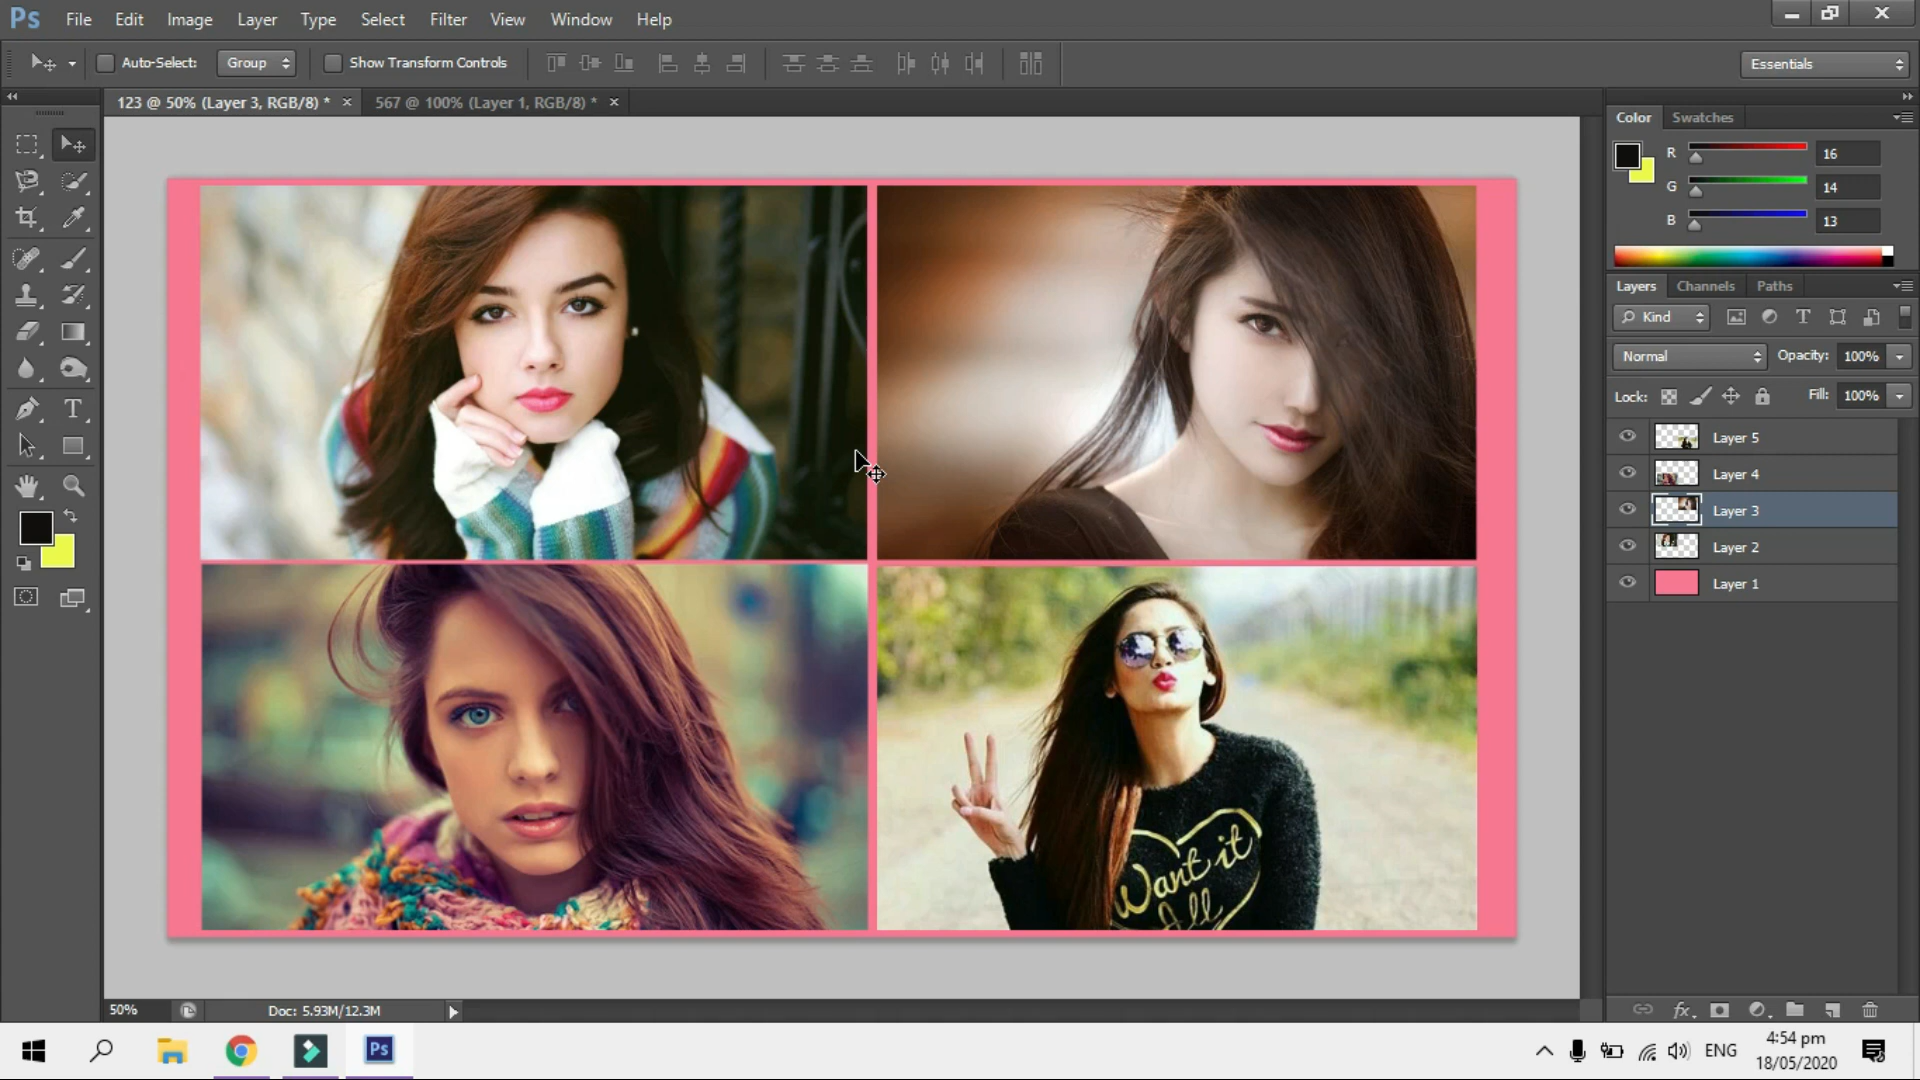 Ps File Edit Image Layer Type Select Filter View Window Help
Auto-Select: Group Show Transform Controls Essentials
123 @ 50% (Layer 3, RGB/8) * × 567 @ 100% (Layer 1, RGB/8) * ×
Color Swatches
R 16
G 14
B 13
Layers Channels Paths
Kind
Normal Opacity: 100%
Lock: Fill: 100%
Layer 5
Layer 4
Layer 3
Layer 2
Layer 1
Want it
All
50% Doc: 5.93M/12.3M
fx
Ps
ENG
4:54 pm
18/05/2020